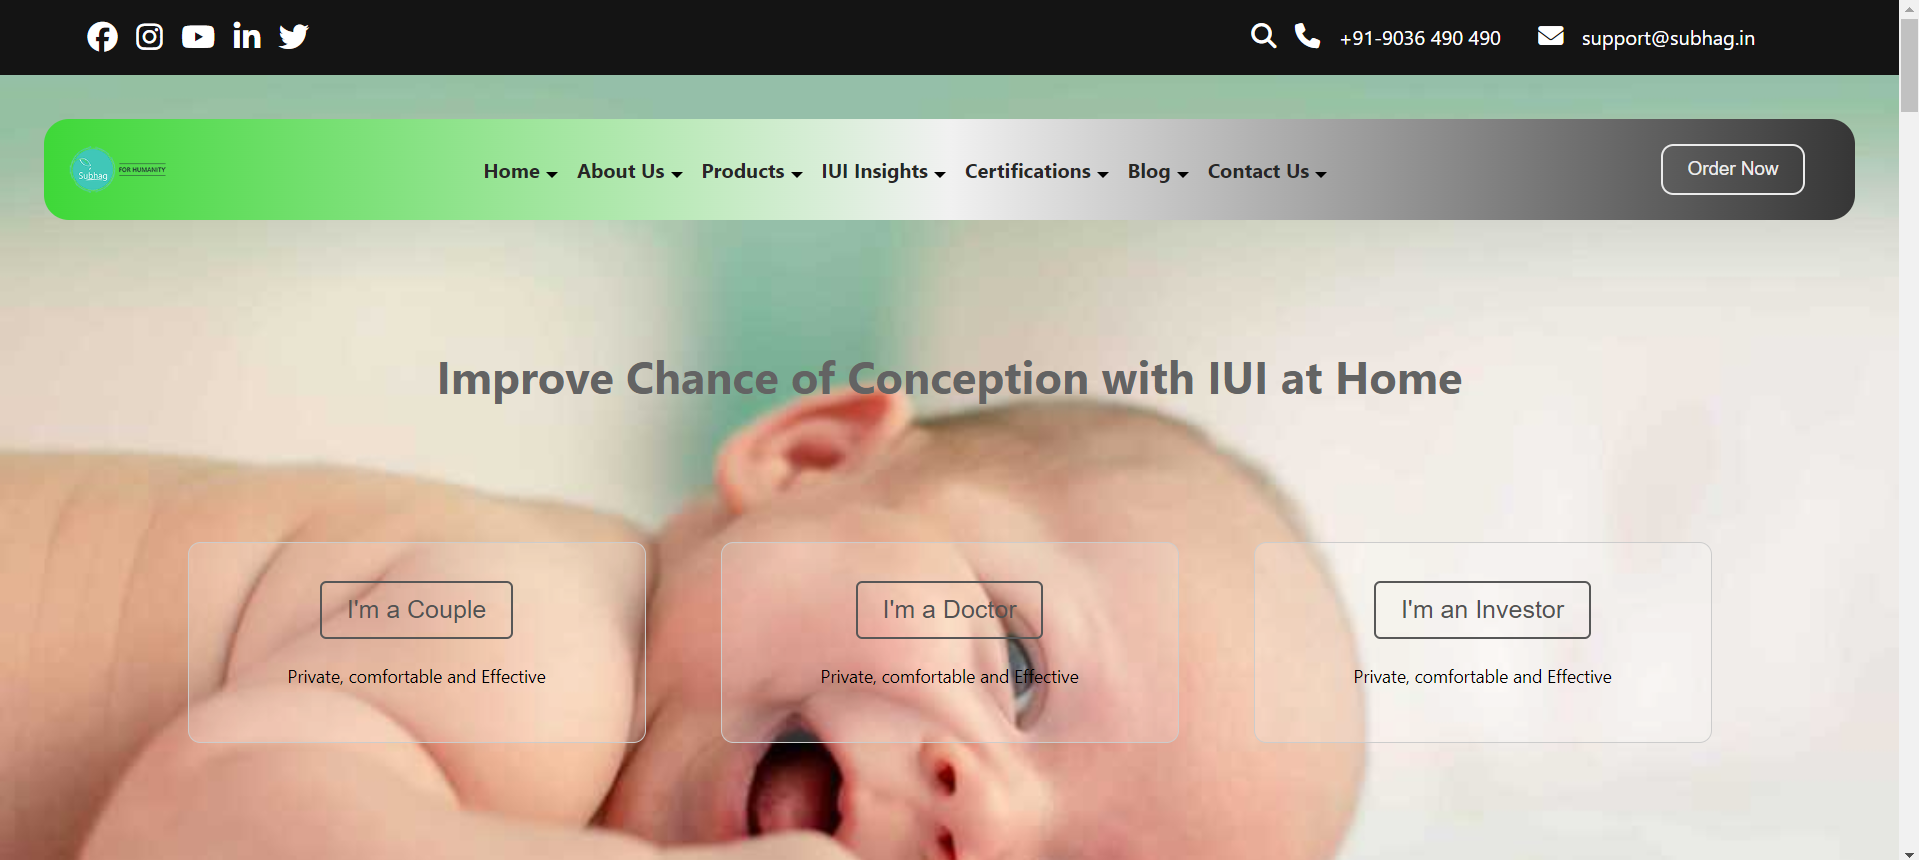 +91-9036 490 490 support@subhag.in
Subhag FOR HUMANITY Home About Us Products IUI Insights Certifications Blog Contact Us Order Now
Improve Chance of Conception with IUI at Home
I'm a Couple I'm a Doctor I'm an Investor
Private, comfortable and Effective Private, comfortable and Effective Private, comfortable and Effective